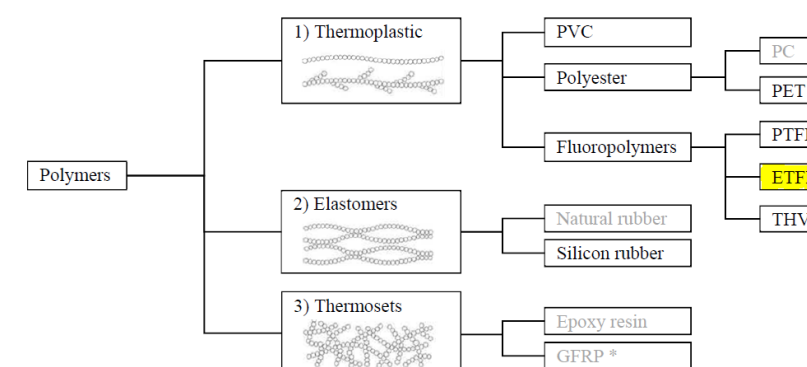 1) Thermoplastic
PVC
Polyester
PC
PET
Fluoropolymers
THV
Polymers
2) Elastomers
Natural rubber
Silicon rubber
3) Thermosets
Epoxy resin
GFRP *